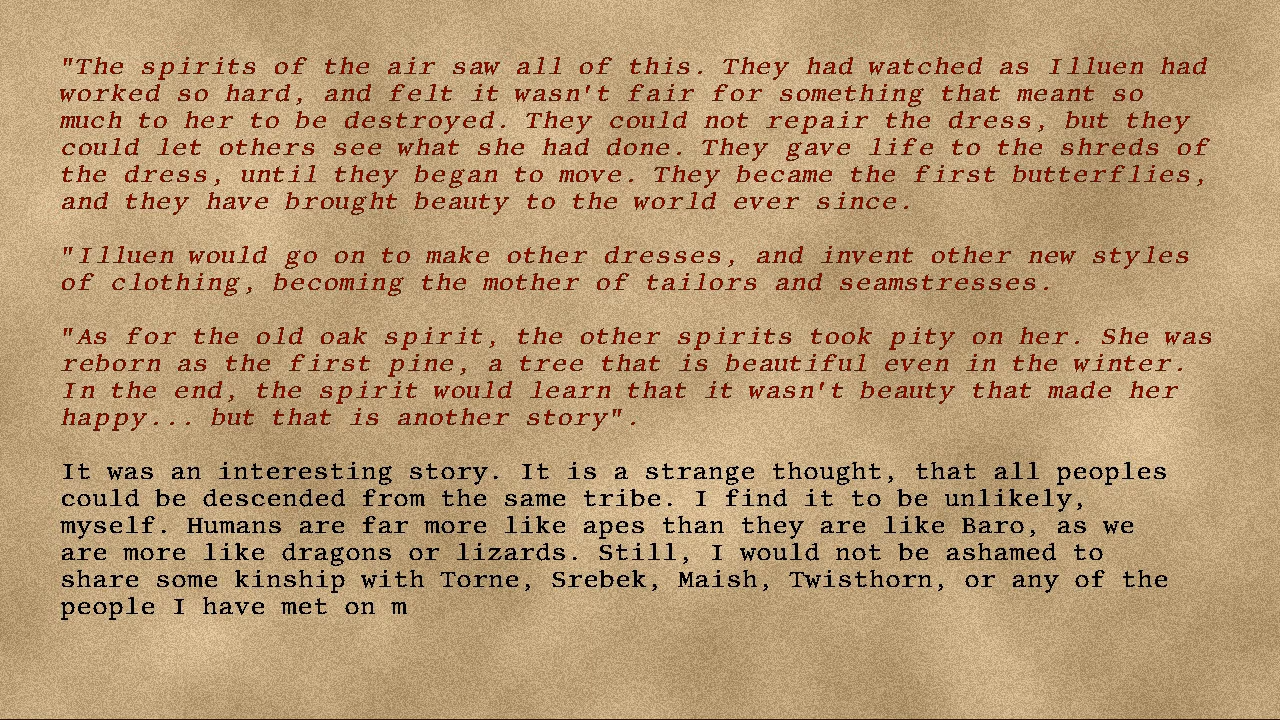 "The spirits of the air saw all of this. They had watched as Illuen had
worked so hard, and felt it wasn't fair for something that meant so
much to her to be destroyed. They could not repair the dress, but they
could let others see what she had done. They gave life to the shreds of
the dress, until they began to move. They became the first butterflies,
and they have brought beauty to the world ever since.
"Illuen would go on to make other dresses, and invent other new styles
of clothing, becoming the mother of tailors and seamstresses.
"As for the old oak spirit, the other spirits took pity on her. She was
reborn as the first pine, a tree that is beautiful even in the winter.
In the end, the spirit would learn that it wasn't beauty that made her
happy... but that is another story".
It was an interesting story. It is a strange thought, that all peoples
could be descended from the same tribe. I find it to be unlikely,
myself. Humans are far more like apes than they are like Baro, as we
are more like dragons or lizards. Still, I would not be ashamed to
share some kinship with Torne, Srebek, Maish, Twisthorn, or any of the
people I have met on m